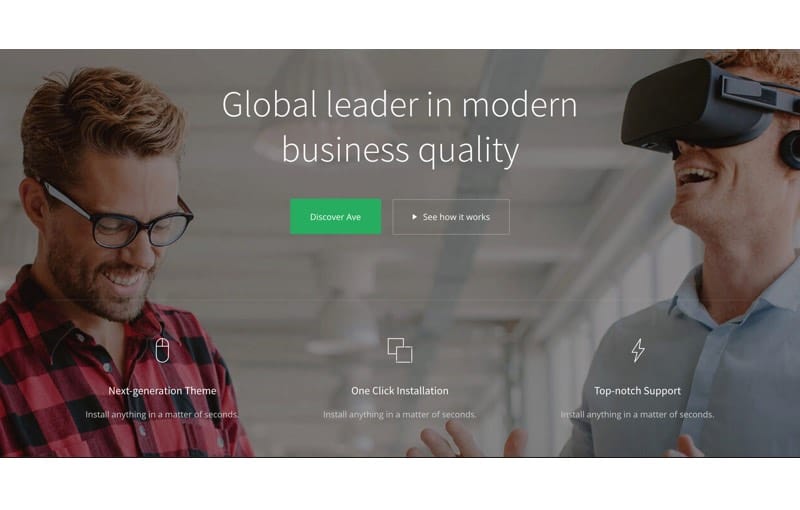 Global leader in modern
business quality
Discover Ave
See how it works
Next-generation Theme
One Click Installation
Top-notch Support
Install anything in a matter of seconds.
Install anything in a matter of seconds.
Install anything in a matter of seconds.